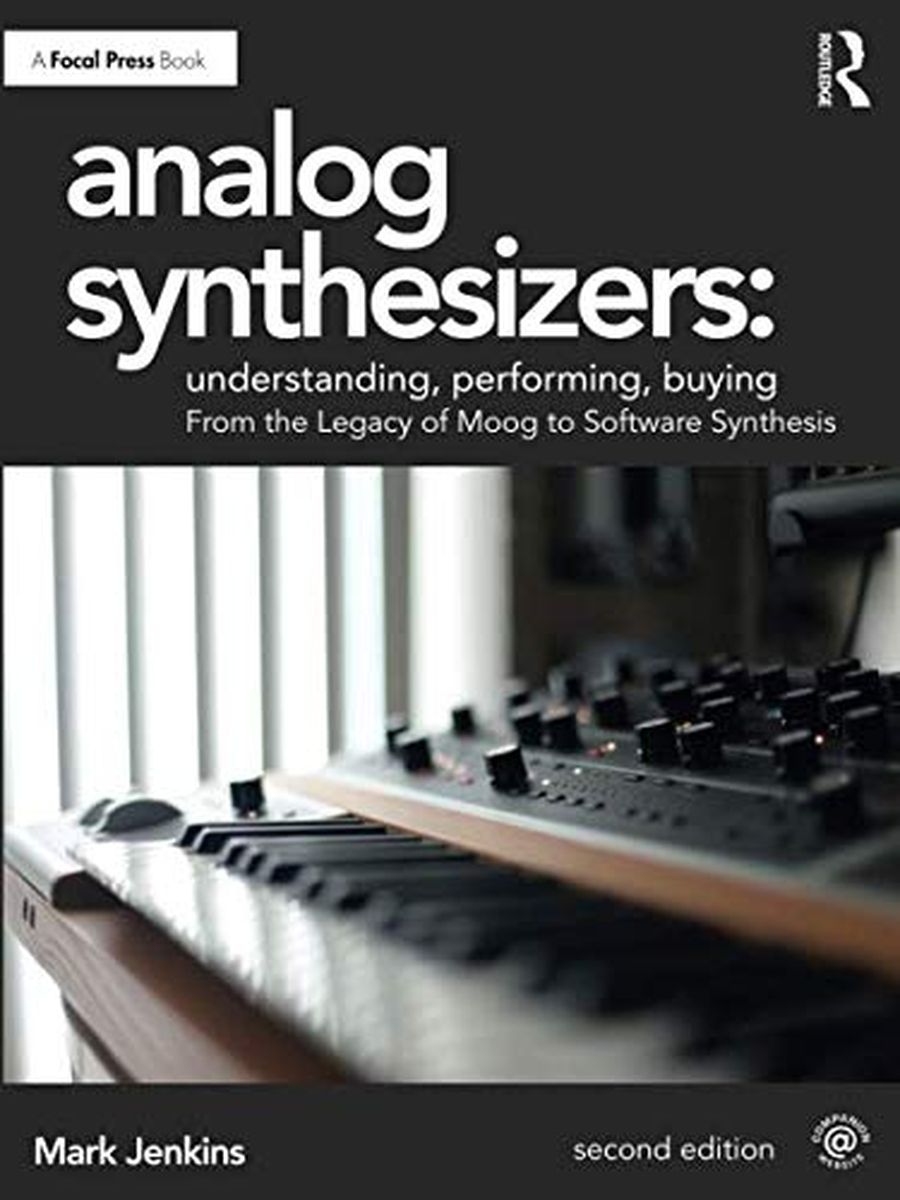 A Focal Press Book
ROUTLEDGE
analog
synthesizers:
understanding, performing, buying
From the Legacy of Moog to Software Synthesis
Mark Jenkins
second edition
COMPANION
@
WEBSITE